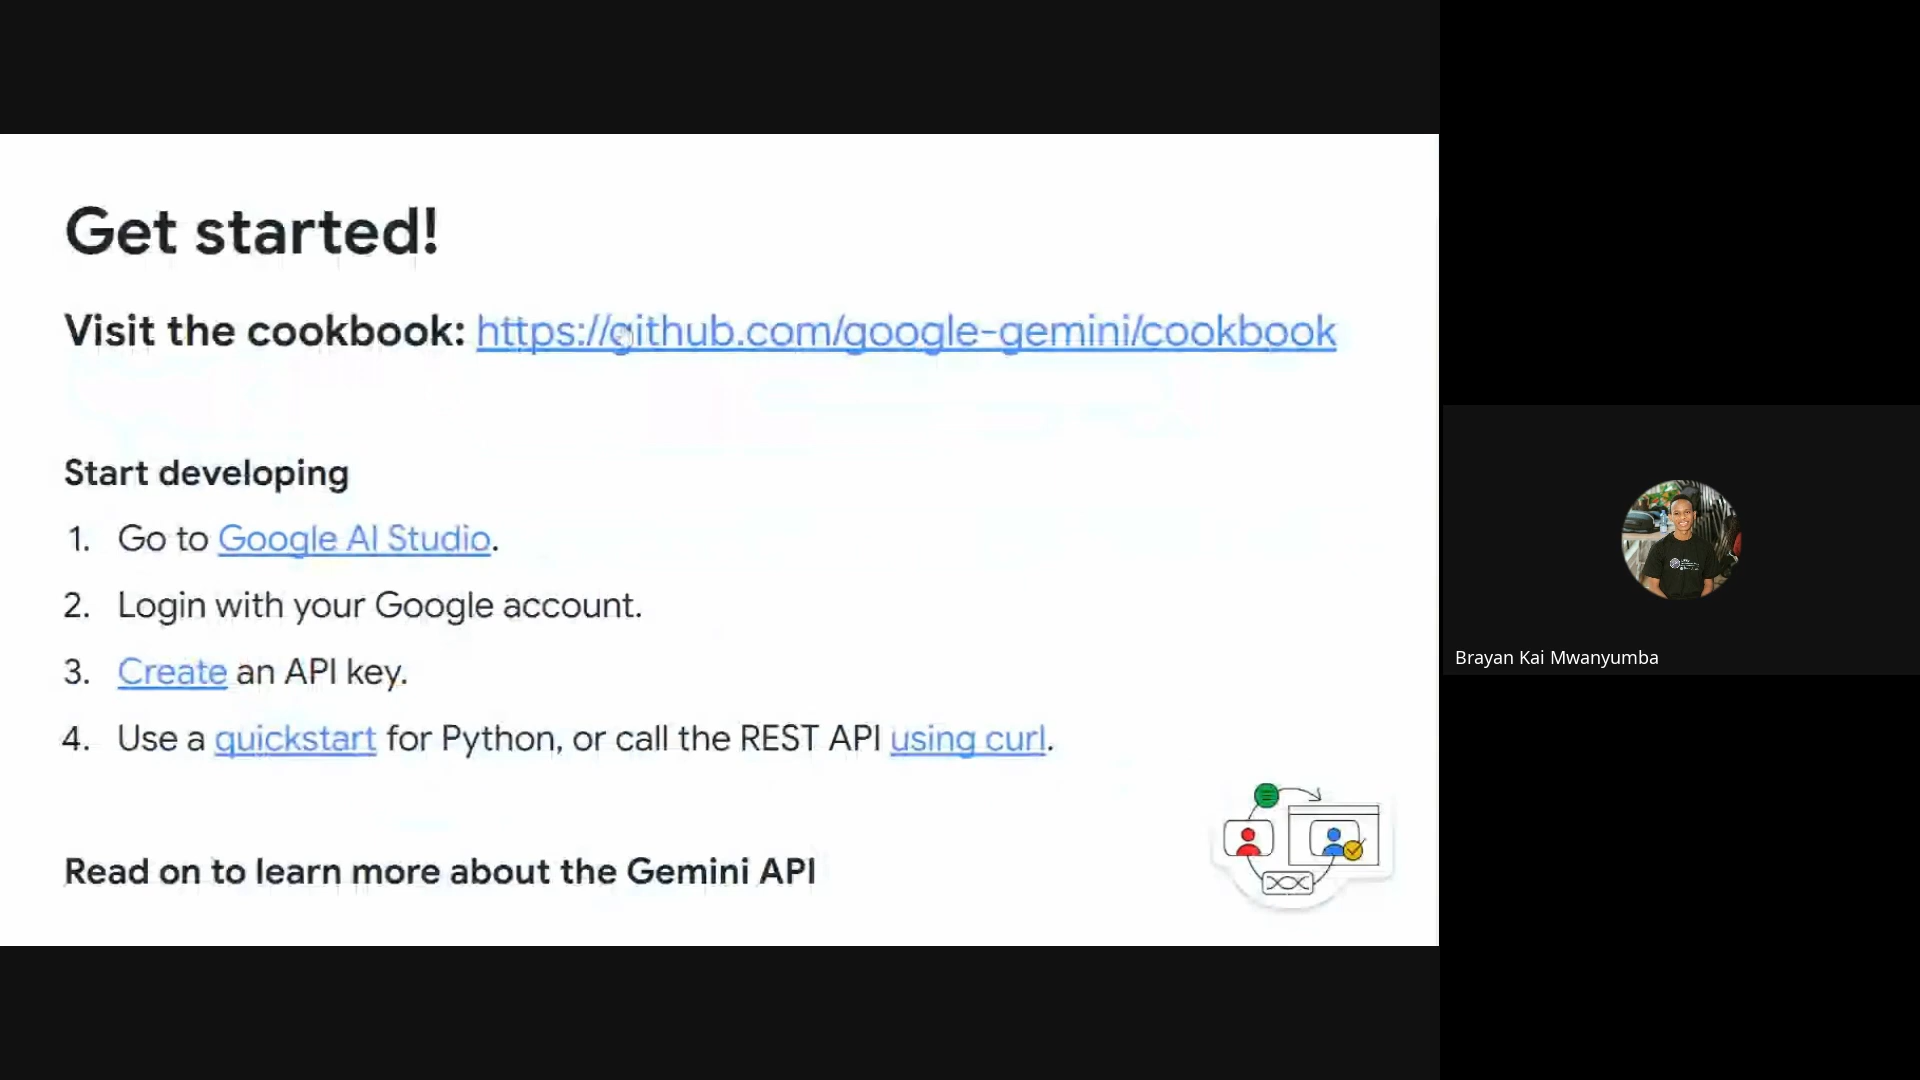 Get started!
Visit the cookbook: https://github.com/google-gemini/cookbook
Start developing
1. Go to Google AI Studio.
2. Login with your Google account.
3. Create an API key.
4. Use a quickstart for Python, or call the REST API using curl.
Read on to learn more about the Gemini API
Brayan Kai Mwanyumba